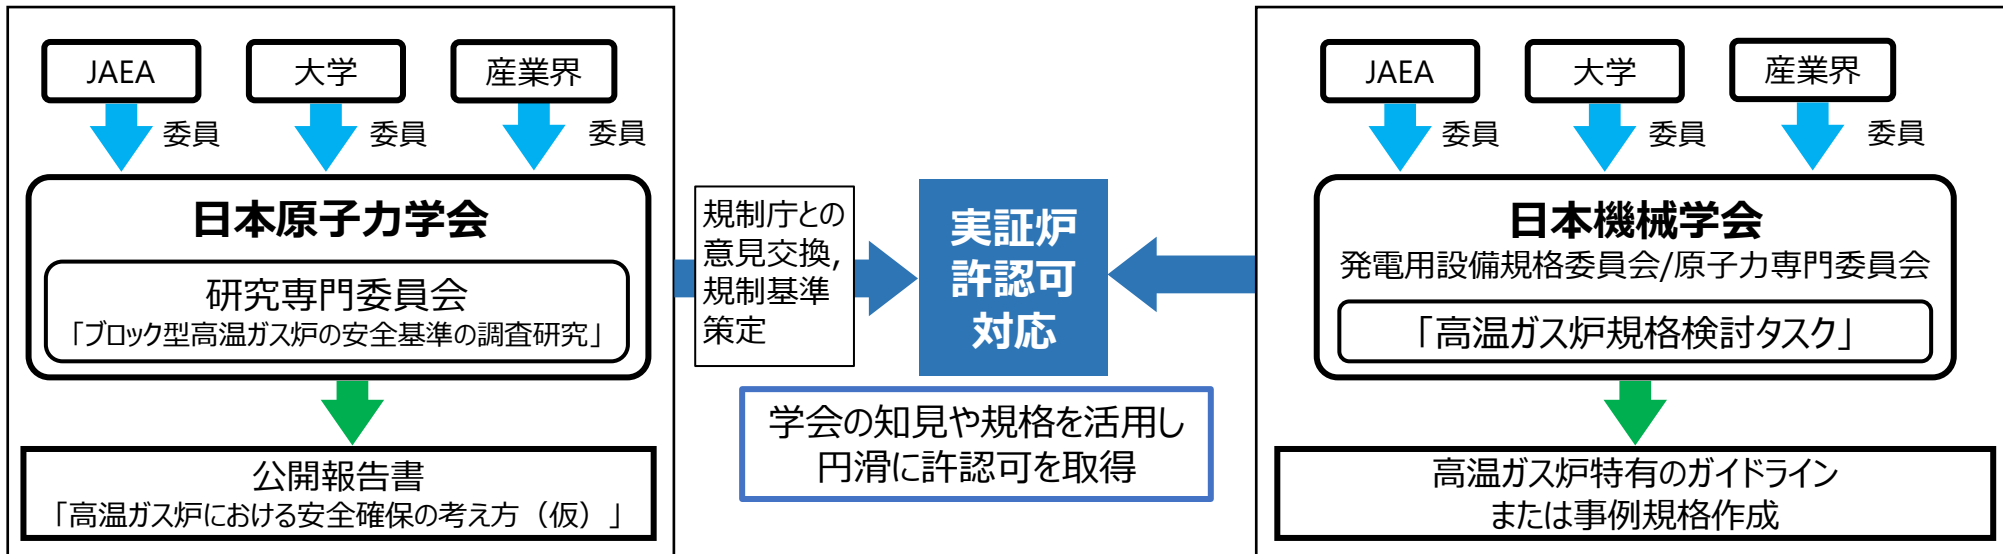 JAEA
大学
産業界
委員
委員
委員
日本原子力学会
研究専門委員会
「ブロック型高温ガス炉の安全基準の調査研究」
公開報告書
「高温ガス炉における安全確保の考え方（仮）」
規制庁との
意見交換,
規制基準
策定
実証炉
許認可
対応
学会の知見や規格を活用し
円滑に許認可を取得
JAEA
大学
産業界
委員
委員
委員
日本機械学会
発電用設備規格委員会/原子力専門委員会
「高温ガス炉規格検討タスク」
高温ガス炉特有のガイドライン
または事例規格作成